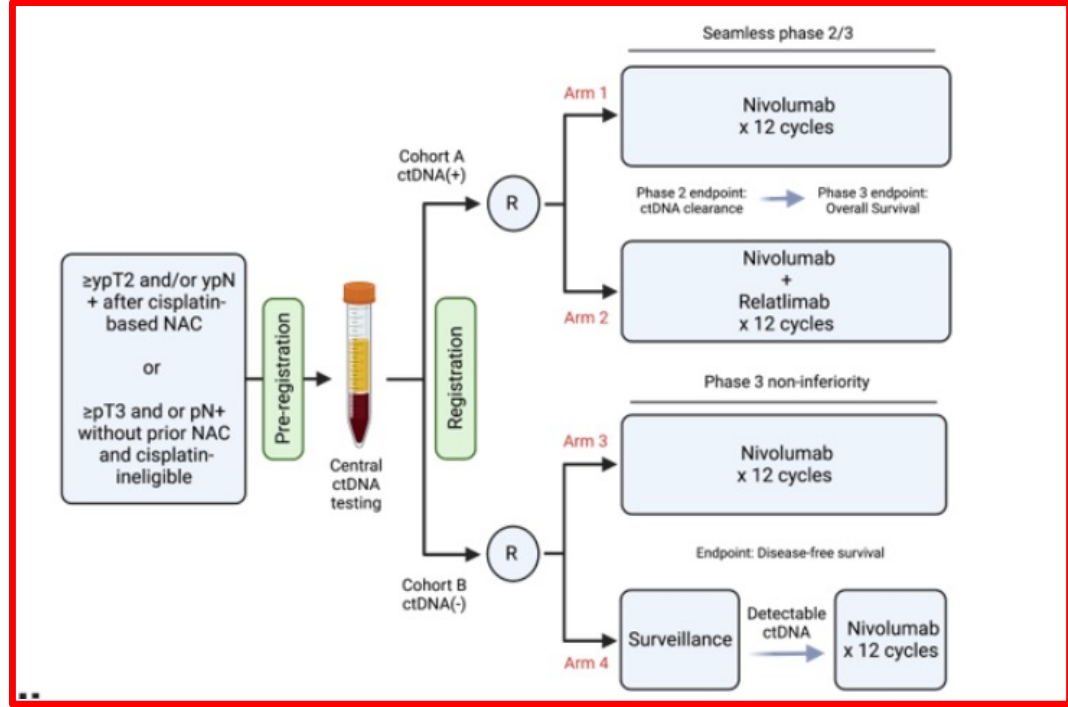 Seamless phase 2/3
Arm 1
Nivolumab
x 12 cycles
Cohort A
ctDNA(+)
R
Phase 2 endpoint:
ctDNA clearance
Phase 3 endpoint:
Overall Survival
Nivolumab
+
Relatlimab
x 12 cycles
Arm 2
≥ypT2 and/or ypN
+ after cisplatin-
based NAC
or
≥pT3 and or pN+
without prior NAC
and cisplatin-
ineligible
Pre-registration
Central
ctDNA
testing
Registration
Phase 3 non-inferiority
Arm 3
Nivolumab
x 12 cycles
R
Endpoint: Disease-free survival
Cohort B
ctDNA(-)
Arm 4
Surveillance
Detectable
ctDNA
Nivolumab
x 12 cycles